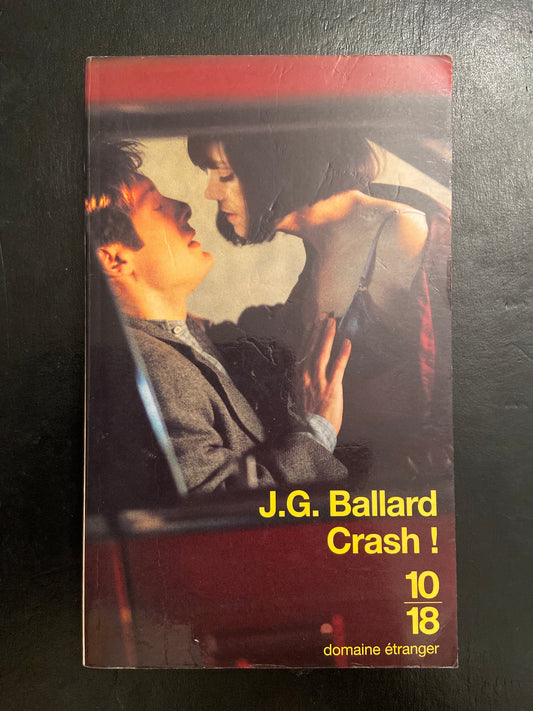 J.G. Ballard
Crash !
10
18
domaine étranger